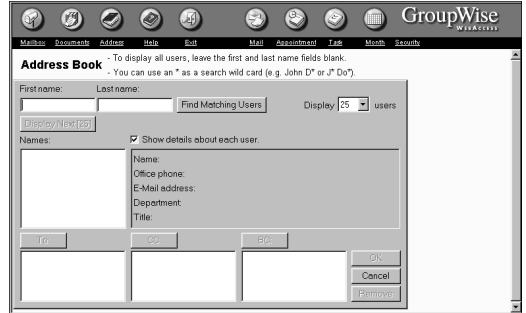 GroupWise
WEBACCESS
Mailbox Documents Address Help Exit Mail Appointment Task Month Security
Address Book - To display all users, leave the first and last name fields blank.
- You can use an * as a search wild card (e.g. John D* or J* Do*).
First name: Last name:
Find Matching Users Display 25 users
Display Next [25]
Names: Show details about each user.
Name:
Office phone:
E-Mail address:
Department:
Title:
To: CC: BC:
OK
Cancel
Remove